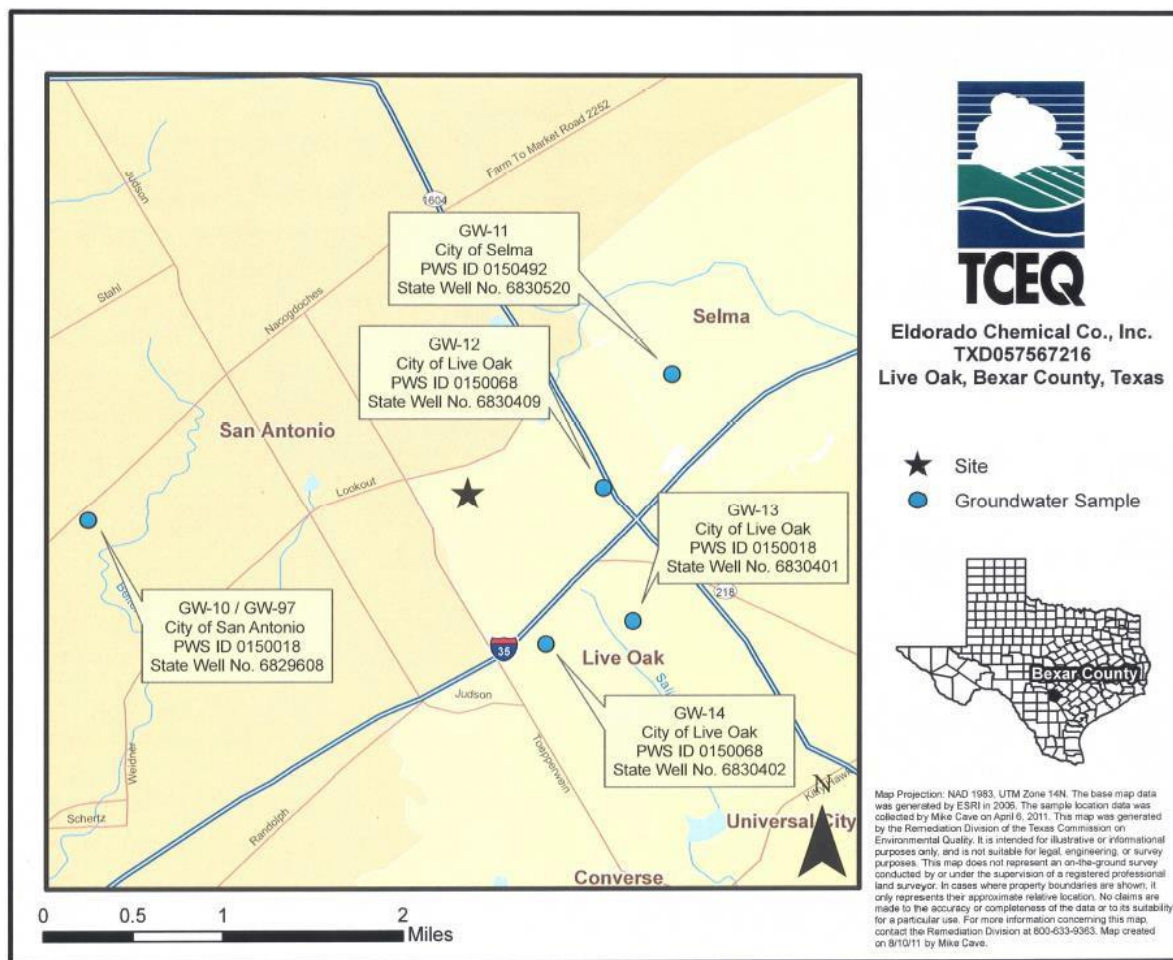 Farm To Market Road 2252
Judson
1604
GW-11
City of Selma
PWS ID 0150492
State Well No. 6830520
Stahl
Nacogdoches
Selma
GW-12
City of Live Oak
PWS ID 0150068
State Well No. 6830409
San Antonio
Lookout
GW-13
City of Live Oak
PWS ID 0150018
State Well No. 6830401
218
GW-10 / GW-97
City of San Antonio
PWS ID 0150018
State Well No. 6829608
35
Live Oak
Judson
GW-14
City of Live Oak
PWS ID 0150068
State Well No. 6830402
Toepperwein
Weidner
Schertz
Randolph
N
Universal City
Converse
0 0.5 1 2
Miles
TCEQ
Eldorado Chemical Co., Inc.
TXD057567216
Live Oak, Bexar County, Texas
Site
Groundwater Sample
Bexar County
Map Projection: NAD 1983, UTM Zone 14N. The base map data
was generated by ESRI in 2006. The sample location data was
collected by Mike Cave on April 6, 2011. This map was generated
by the Remediation Division of the Texas Commission on
Environmental Quality. It is intended for illustrative or informational
purposes only, and is not suitable for legal, engineering, or survey
purposes. This map does not represent an on-the-ground survey
conducted by or under the supervision of a registered professional
land surveyor. In cases where property boundaries are shown, it
only represents their approximate relative location. No claims are
made to the accuracy or completeness of the data or to its suitability
for a particular use. For more information concerning this map,
contact the Remediation Division at 800-633-9363. Map created
on 8/10/11 by Mike Cave.